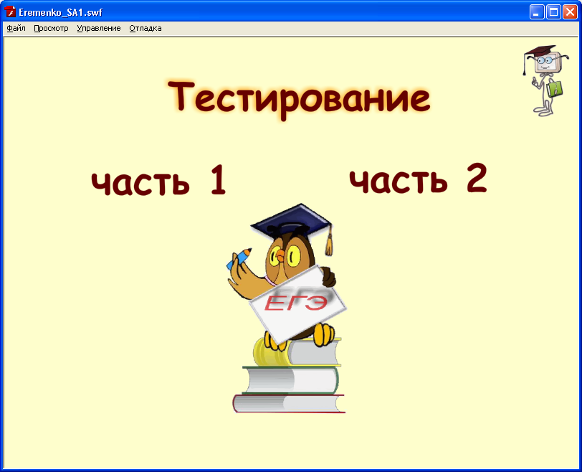 Eremenko_SA1.swf
Файл Просмотр Управление Отладка
Тестирование
часть 1 часть 2
ЕГЭ